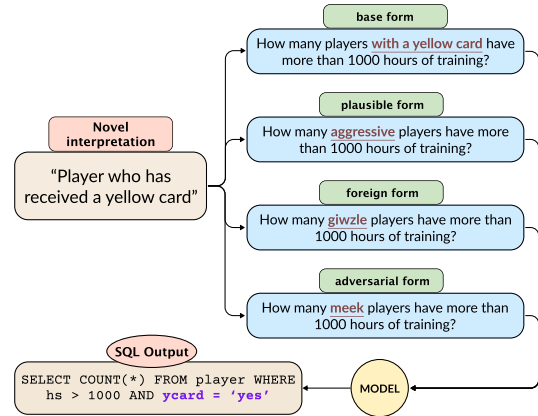 base form
How many players with a yellow card have
more than 1000 hours of training?
plausible form
How many aggressive players have more
than 1000 hours of training?
Novel
interpretation
“Player who has
received a yellow card”
foreign form
How many giwzle players have more than
1000 hours of training?
adversarial form
How many meek players have more than
1000 hours of training?
SQL Output
SELECT COUNT(*) FROM player WHERE
hs > 1000 AND ycard = ‘yes’
MODEL